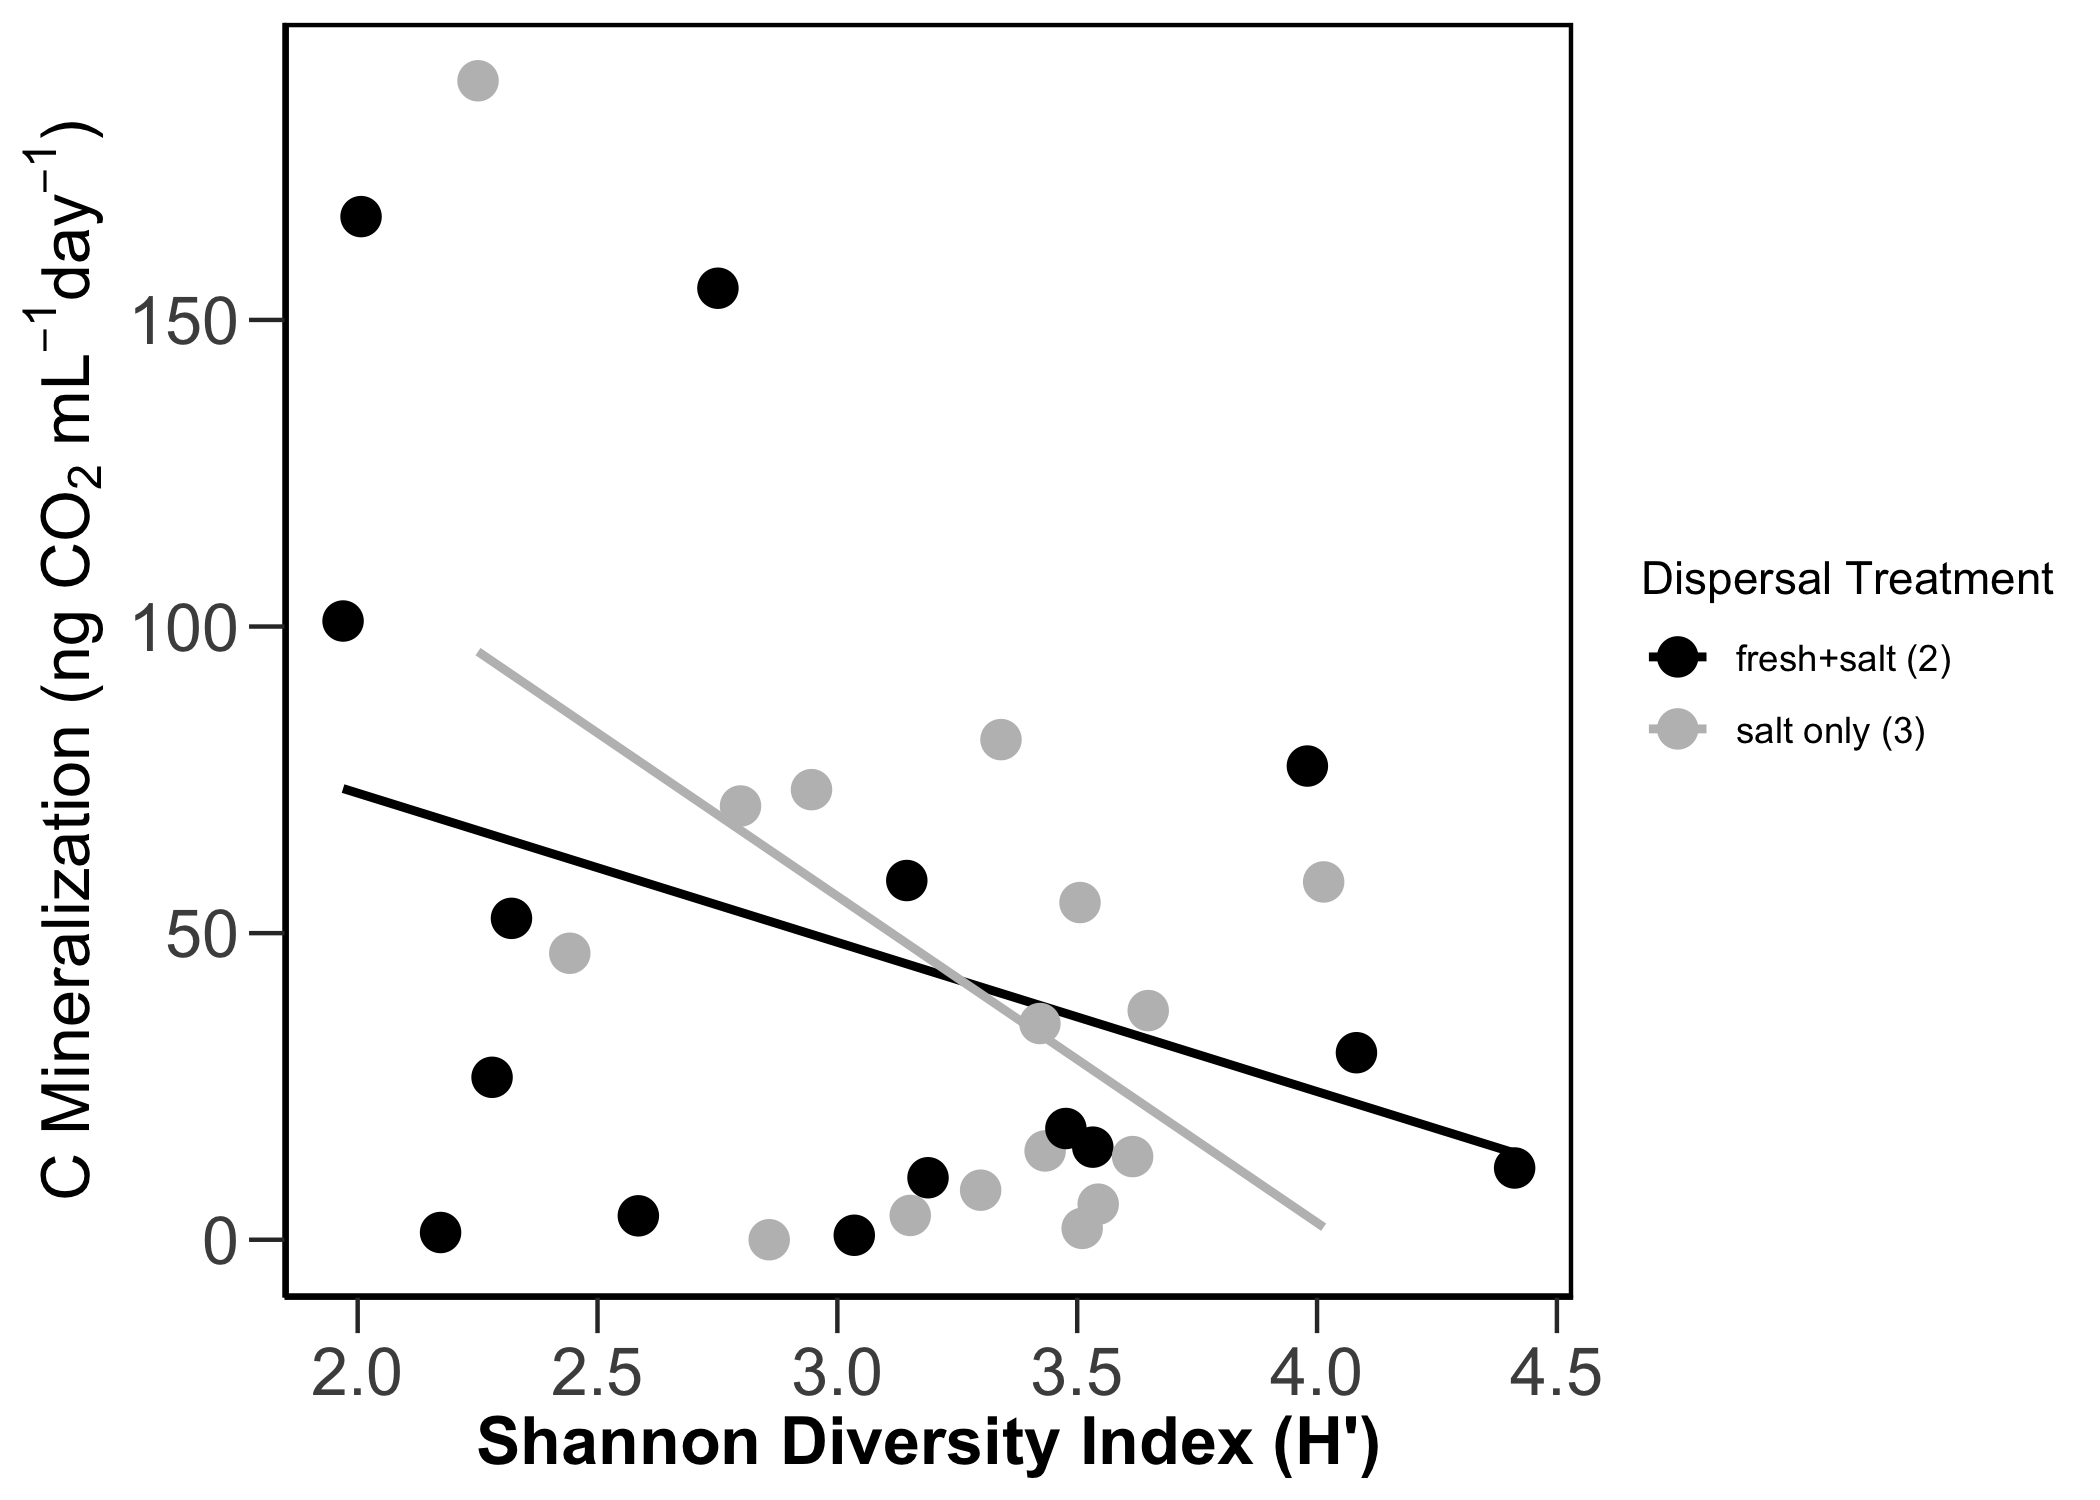 C Mineralization (ng CO₂ mL⁻¹day⁻¹)
150
100
50
0
2.0 2.5 3.0 3.5 4.0 4.5
Shannon Diversity Index (H')
Dispersal Treatment
fresh+salt (2)
salt only (3)